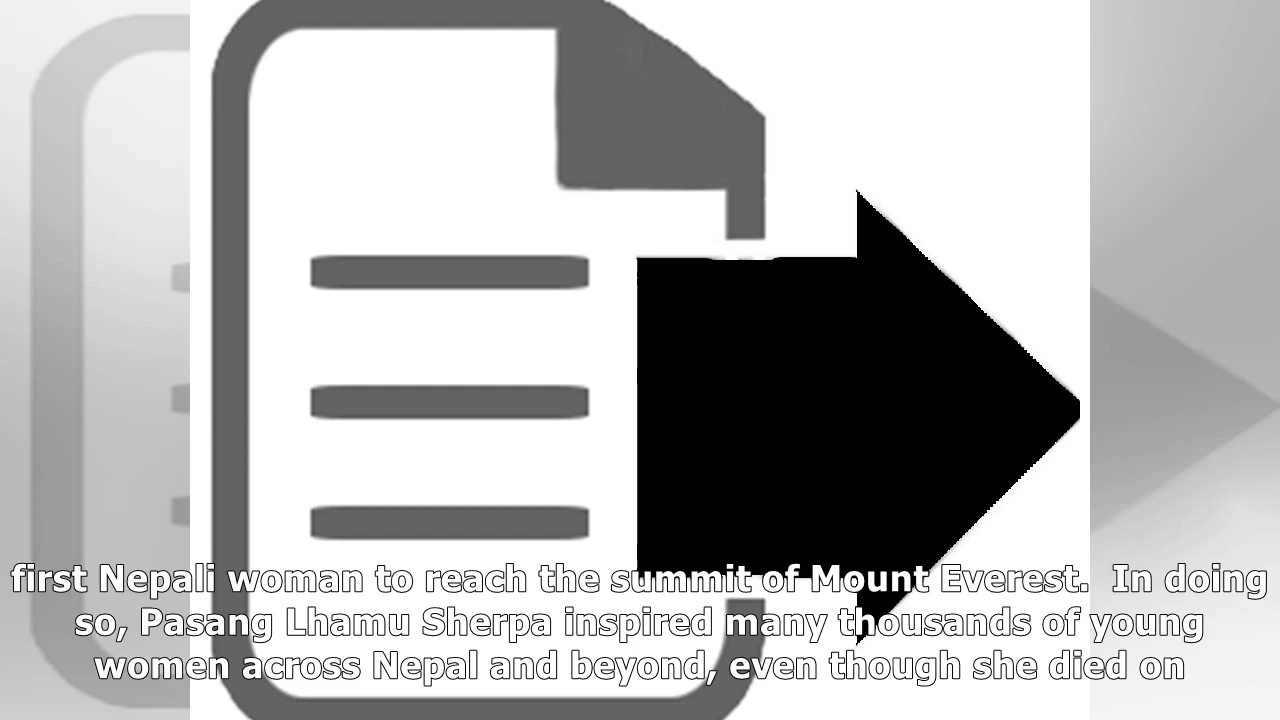 first Nepali woman to reach the summit of Mount Everest.  In doing
so, Pasang Lhamu Sherpa inspired many thousands of young
women across Nepal and beyond, even though she died on